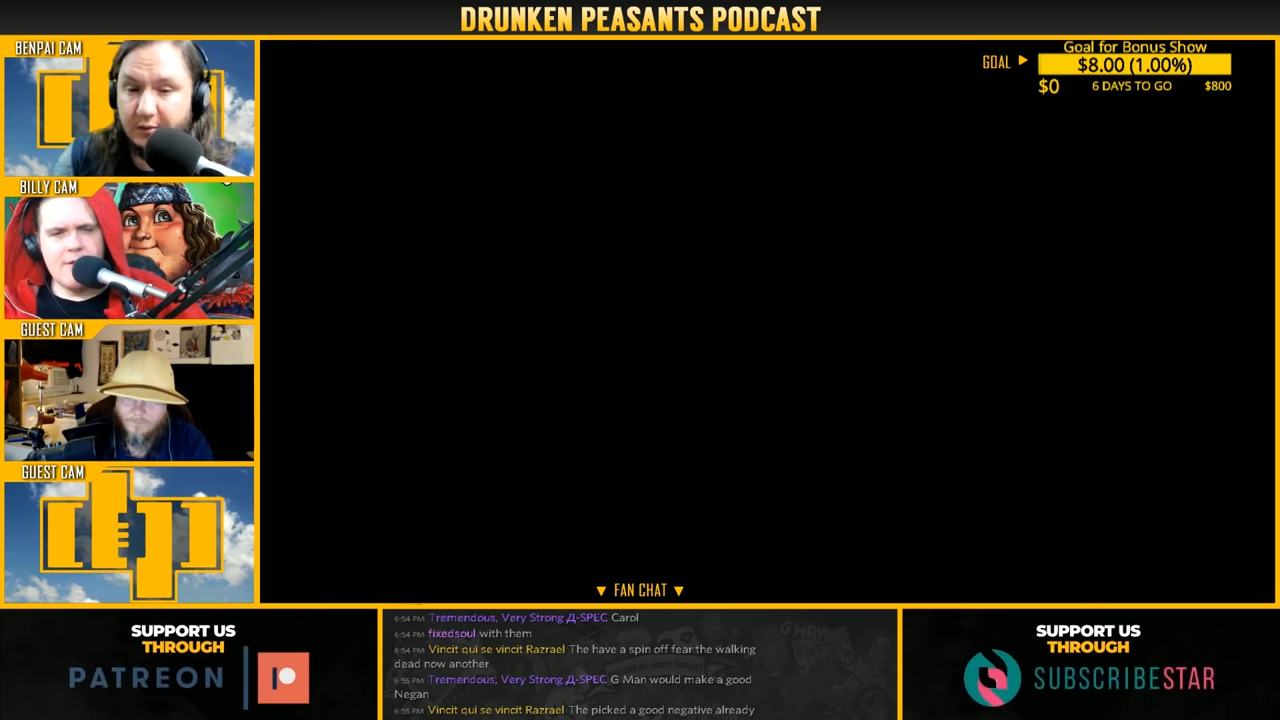 DRUNKEN PEASANTS PODCAST
BENPAI CAM
BILLY CAM
GUEST CAM
GUEST CAM
Goal for Bonus Show
GOAL ▶ $8.00 (1.00%)
$0 6 DAYS TO GO $800
▼ FAN CHAT ▼
6:54 PM Tremendous, Very Strong Д-SPEC Carol
6:54 PM fixedsoul with them
6:54 PM Vincit qui se vincit Razrael The have a spin off fear the walking
dead now another
6:55 PM Tremendous, Very Strong Д-SPEC G Man would make a good
Negan
6:55 PM Vincit qui se vincit Razrael The picked a good negative already
SUPPORT US
THROUGH
PATREON
SUPPORT US
THROUGH
SUBSCRIBESTAR